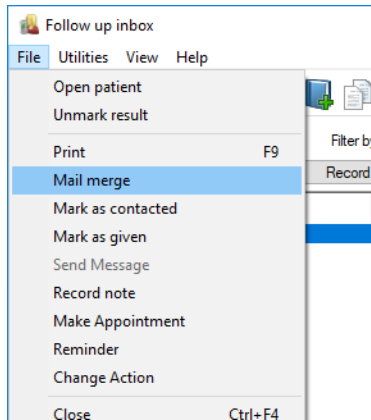 Follow up inbox
File Utilities View Help
Open patient
Unmark result
Filter by
Print F9
Record
Mail merge
Mark as contacted
Mark as given
Send Message
Record note
Make Appointment
Reminder
Change Action
Close Ctrl+F4